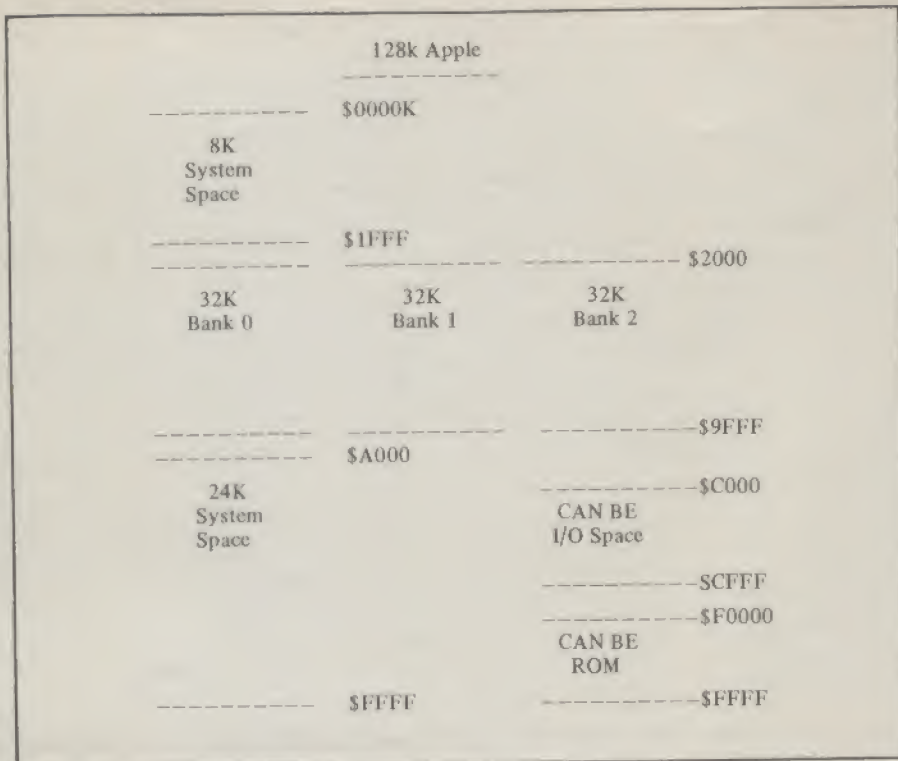 128k Apple
$0000K
8K
System
Space
$1FFF
$2000
32K
Bank 0
32K
Bank 1
32K
Bank 2
$9FFF
$A000
$C000
24K
System
Space
CAN BE
I/O Space
SCFFF
$F0000
CAN BE
ROM
$FFFF
$FFFF